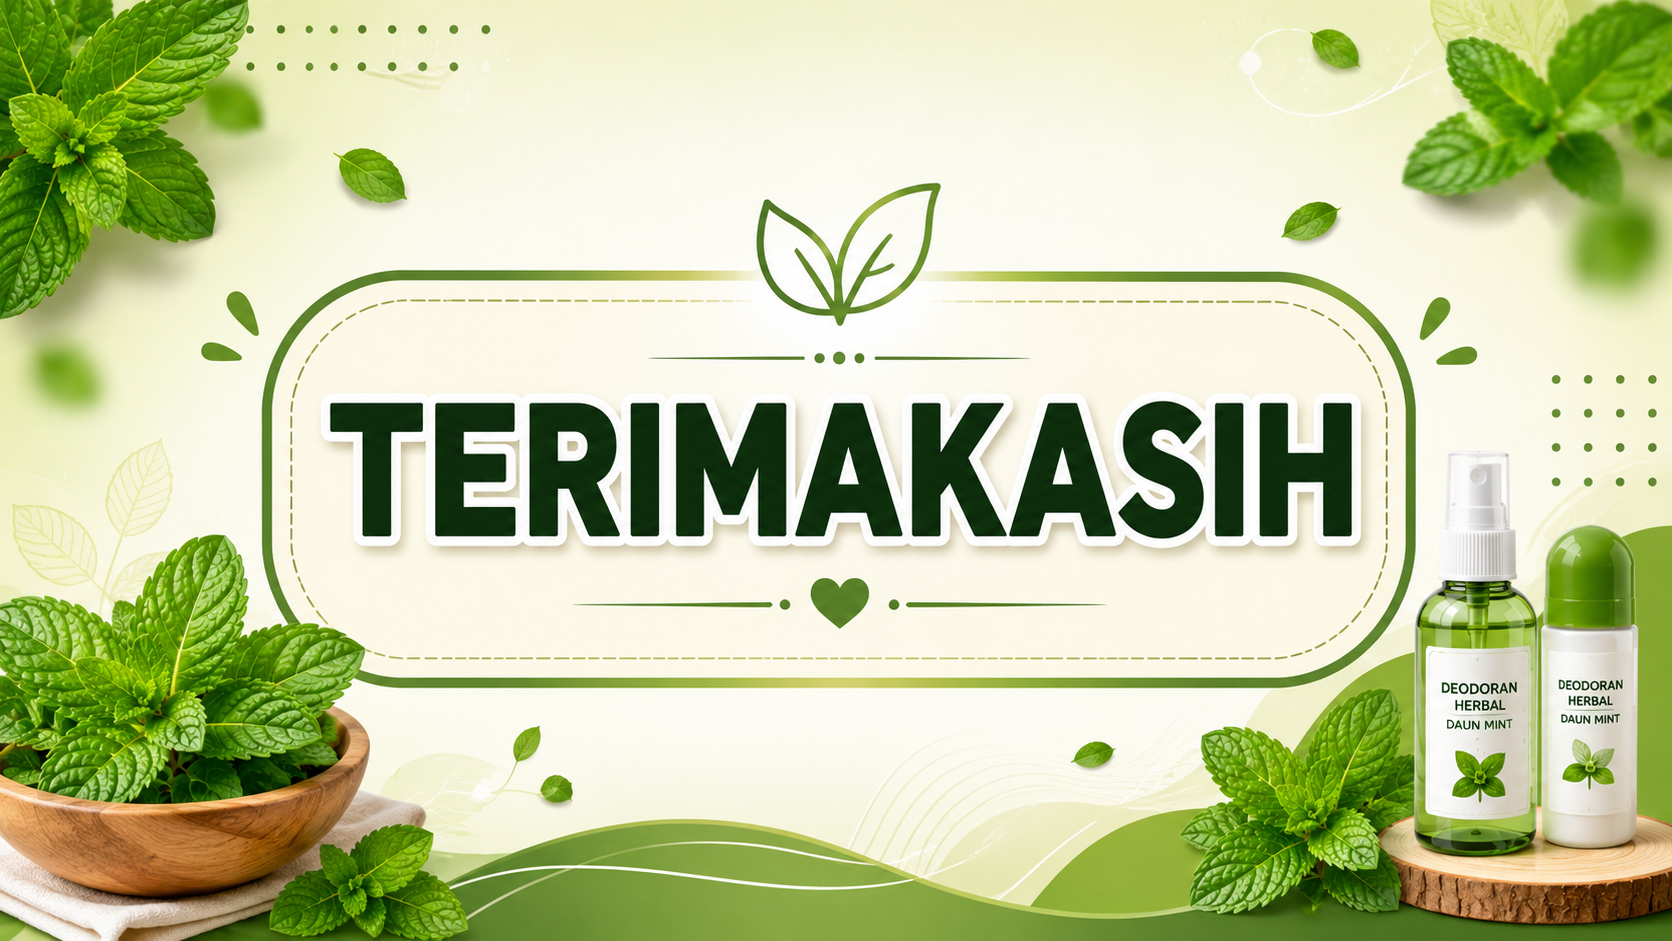 TERIMAKASIH
DEODORAN
HERBAL
DAUN MINT
DEODORAN
HERBAL
DAUN MINT